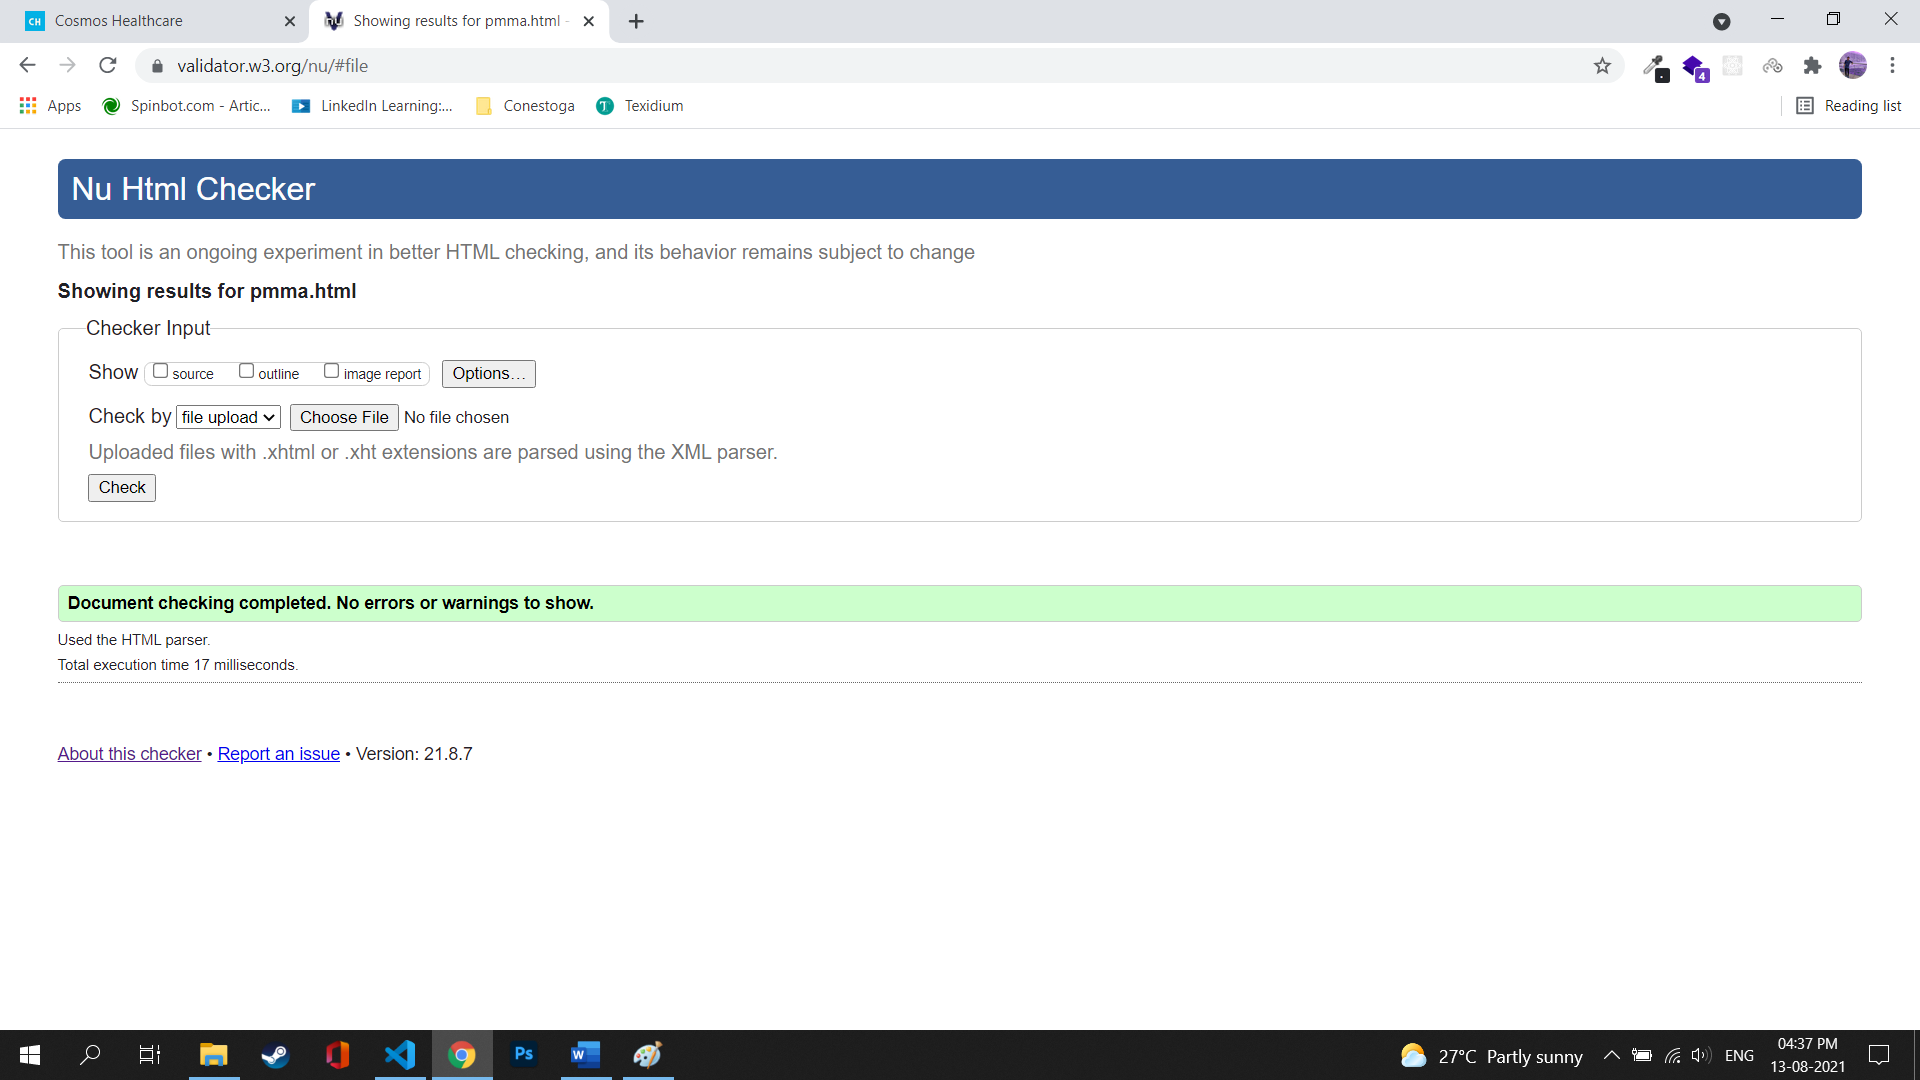 Cosmos Healthcare
Showing results for pmma.html -
validator.w3.org/nu/#file
4
Apps
Spinbot.com - Artic...
LinkedIn Learning:...
Conestoga
Texidium
Reading list
Nu Html Checker
This tool is an ongoing experiment in better HTML checking, and its behavior remains subject to change
Showing results for pmma.html
Checker Input
Show source outline image report Options...
Check by file upload Choose File No file chosen
Uploaded files with .xhtml or .xht extensions are parsed using the XML parser.
Check
Document checking completed. No errors or warnings to show.
Used the HTML parser.
Total execution time 17 milliseconds.
About this checker • Report an issue • Version: 21.8.7
Ps
W
27°C Partly sunny
ENG
04:37 PM
13-08-2021